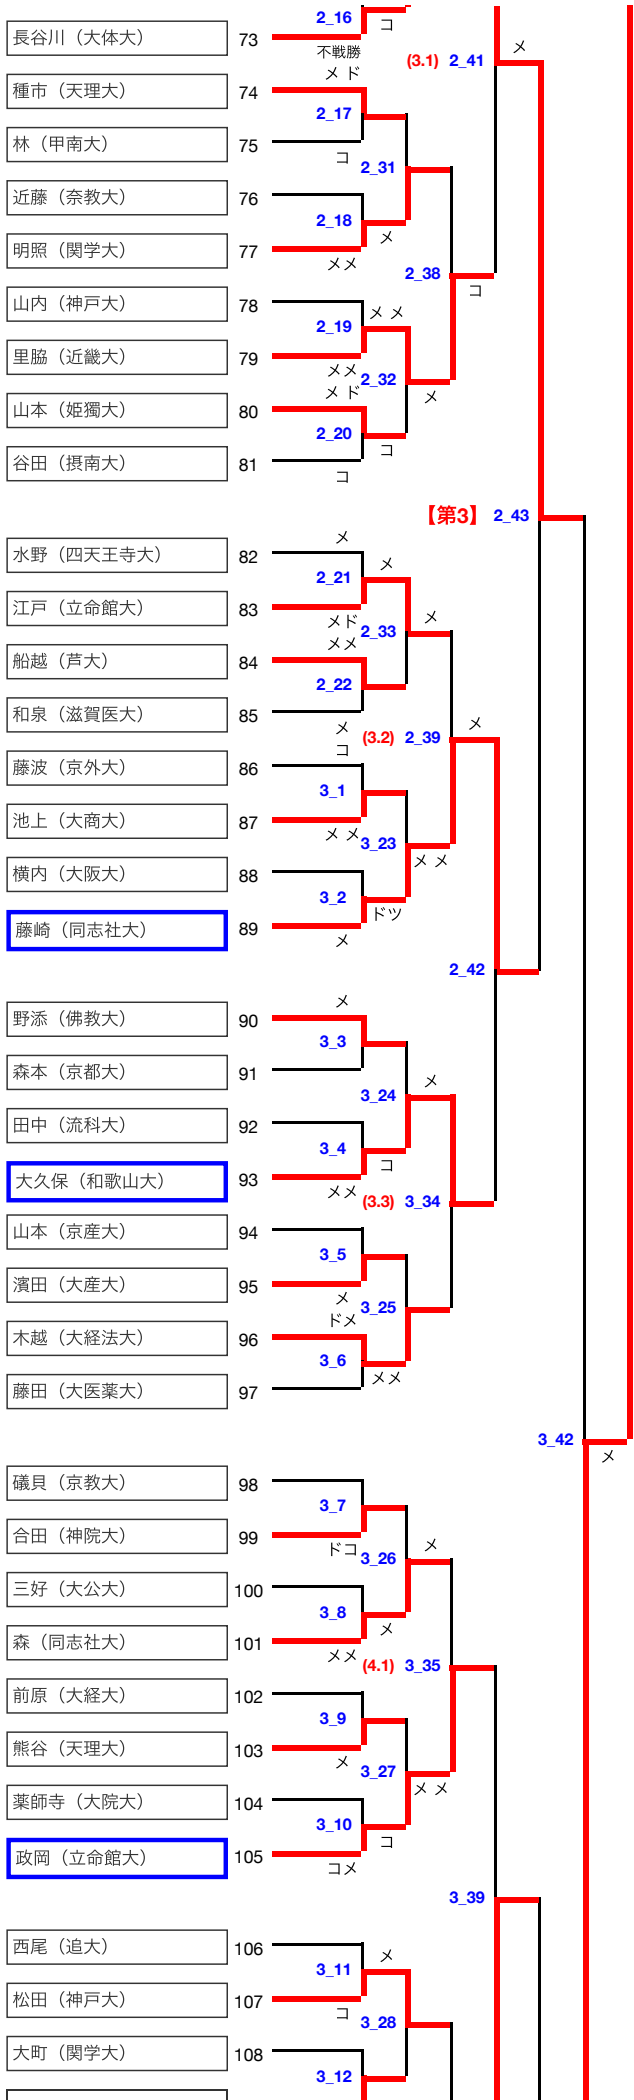 2_16
コ
長谷川（大体大） 73
不戦勝
(3.1) 2_41 メ
メ ド
種市（天理大） 74
2_17
林（甲南大） 75
コ
2_31
近藤（奈教大） 76
2_18
メ
明照（関学大） 77
メメ
2_38
コ
山内（神戸大） 78
メ メ
2_19
里脇（近畿大） 79
メメ
2_32
メ ド
メ
山本（姫獨大） 80
2_20
コ
谷田（摂南大） 81
コ
【第3】 2_43
メ
水野（四天王寺大） 82
メ
2_21
江戸（立命館大） 83
メド
メ
2_33
メメ
船越（芦大） 84
2_22
和泉（滋賀医大） 85
メ
メ
(3.2) 2_39
コ
藤波（京外大） 86
3_1
池上（大商大） 87
メ メ
3_23
メ メ
横内（大阪大） 88
3_2
ドツ
藤崎（同志社大） 89
メ
2_42
メ
野添（佛教大） 90
3_3
森本（京都大） 91
メ
3_24
田中（流科大） 92
3_4
コ
大久保（和歌山大） 93
メメ
(3.3) 3_34
山本（京産大） 94
3_5
濱田（大産大） 95
メ
3_25
ドメ
木越（大経法大） 96
3_6
メメ
藤田（大医薬大） 97
3_42
メ
礒貝（京教大） 98
3_7
合田（神院大） 99
ドコ
メ
3_26
三好（大公大） 100
3_8
メ
森（同志社大） 101
メメ
(4.1) 3_35
前原（大経大） 102
3_9
熊谷（天理大） 103
メ
3_27
メ メ
薬師寺（大院大） 104
3_10
コ
政岡（立命館大） 105
コメ
3_39
西尾（追大） 106
メ
3_11
松田（神戸大） 107
コ
3_28
大町（関学大） 108
3_12